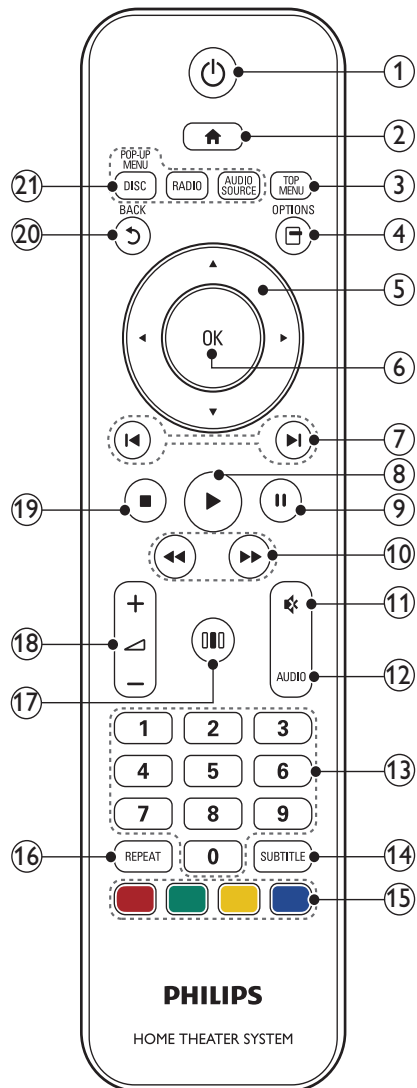 1
2
POP-UP
MENU
21
DISC
RADIO
AUDIO
SOURCE
TOP
MENU
3
BACK
OPTIONS
20
4
5
OK
6
7
8
19
9
10
11
18
17
AUDIO
12
1 2 3
4 5 6
13
7 8 9
16
REPEAT
0
SUBTITLE
14
15
PHILIPS
HOME THEATER SYSTEM